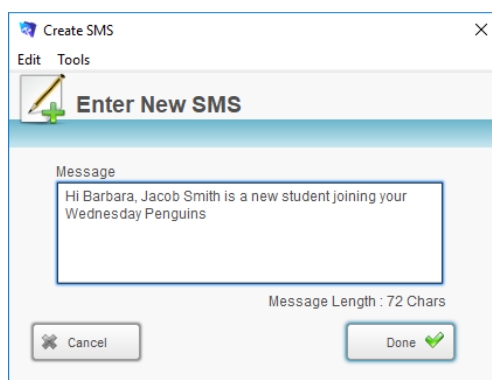 Create SMS
Edit Tools
Enter New SMS
Message
Hi Barbara, Jacob Smith is a new student joining your
Wednesday Penguins
Message Length : 72 Chars
Cancel
Done